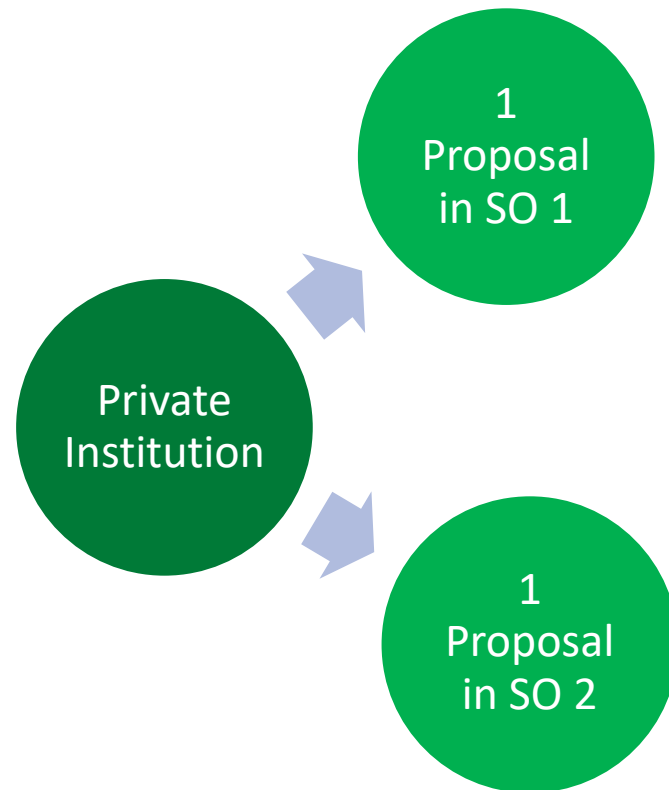 1
Proposal
in SO 1
Private
Institution
1
Proposal
in SO 2